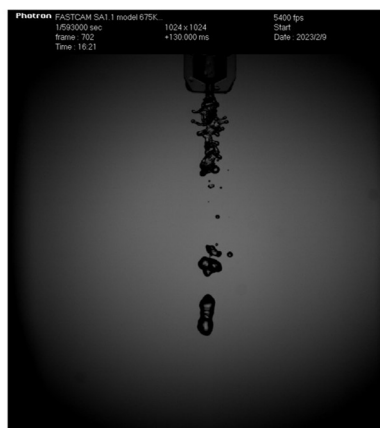 Photron FASTCAM SA1.1 model 675K... 5400 fps
1/593000 sec 1024 x 1024 Start
frame : 702 +130.000 ms Date : 2023/2/9
Time : 16:21